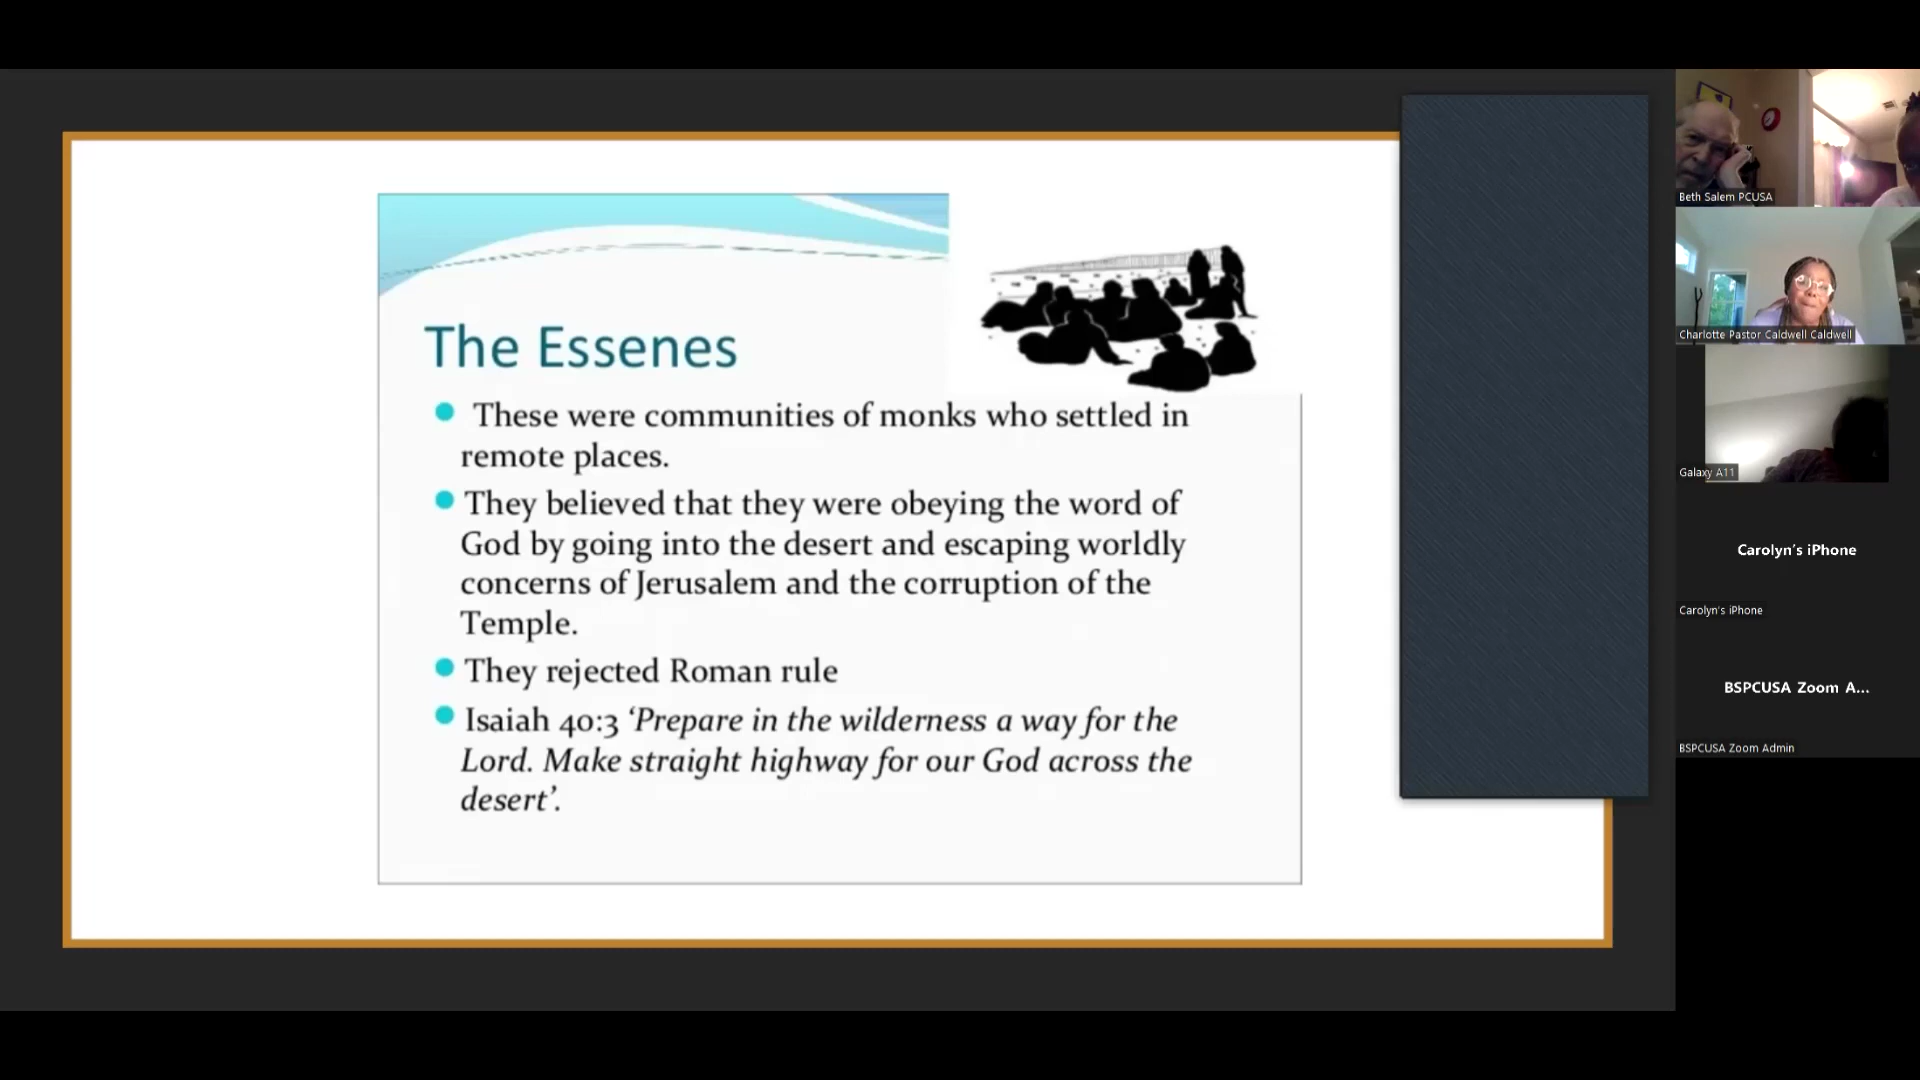 The Essenes
These were communities of monks who settled in
remote places.
They believed that they were obeying the word of
God by going into the desert and escaping worldly
concerns of Jerusalem and the corruption of the
Temple.
They rejected Roman rule
Isaiah 40:3 ‘Prepare in the wilderness a way for the
Lord. Make straight highway for our God across the
desert’.
Beth Salem PCUSA
Charlotte Pastor Caldwell Caldwell
Galaxy A11
Carolyn's iPhone
Carolyn's iPhone
BSPCUSA Zoom A...
BSPCUSA Zoom Admin